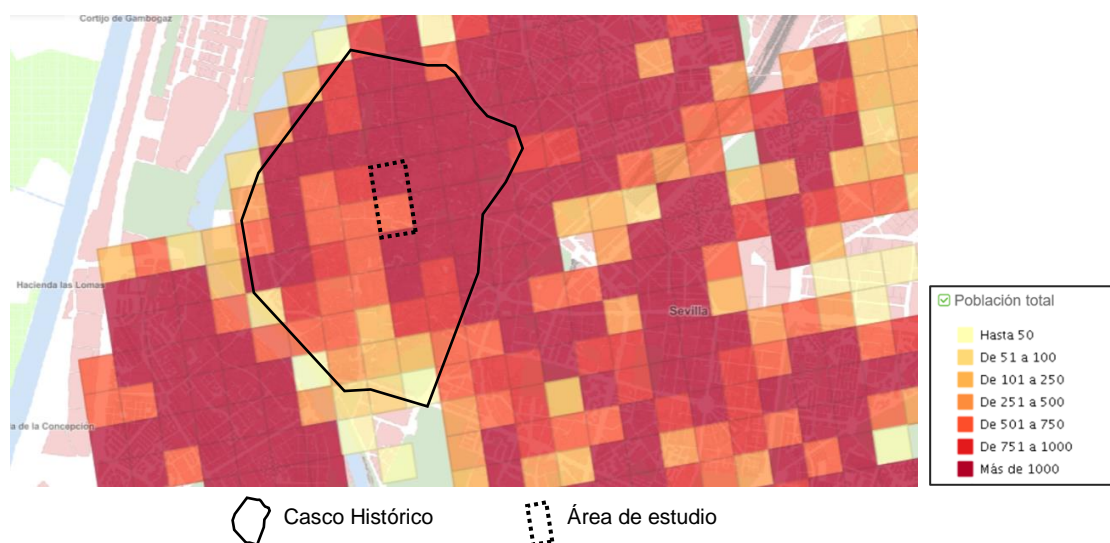 Cortijo de Gambogaz
Hacienda las Lomas
Sevilla
a de la Concepción
Población total
Hasta 50
De 51 a 100
De 101 a 250
De 251 a 500
De 501 a 750
De 751 a 1000
Más de 1000
Casco Histórico
Área de estudio